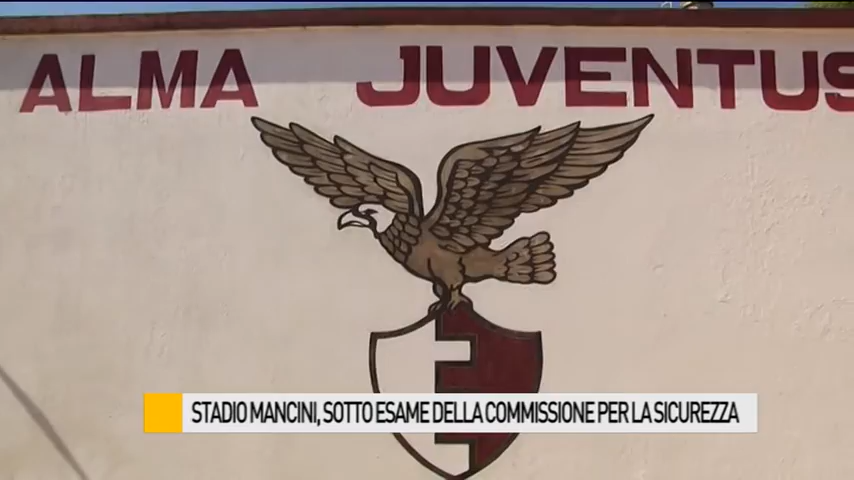 ALMA JUVENTUS
STADIO MANCINI, SOTTO ESAME DELLA COMMISSIONE PER LA SICUREZZA